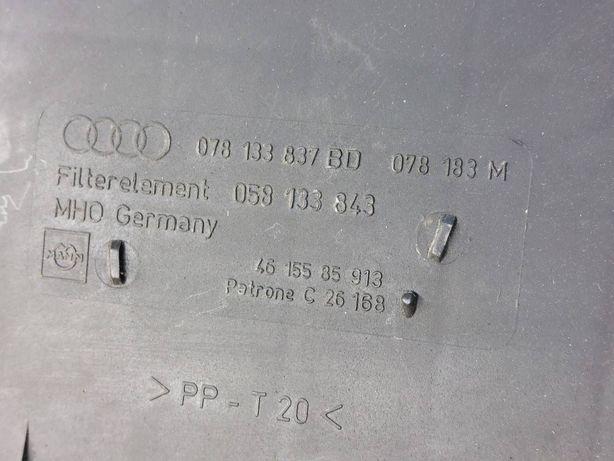 078 133 837 BD 078 183 M
Filterelement 058 133 843
MHO Germany
MANN
46 155 85 913
Patrone C 26 168
> PP - T 20 <